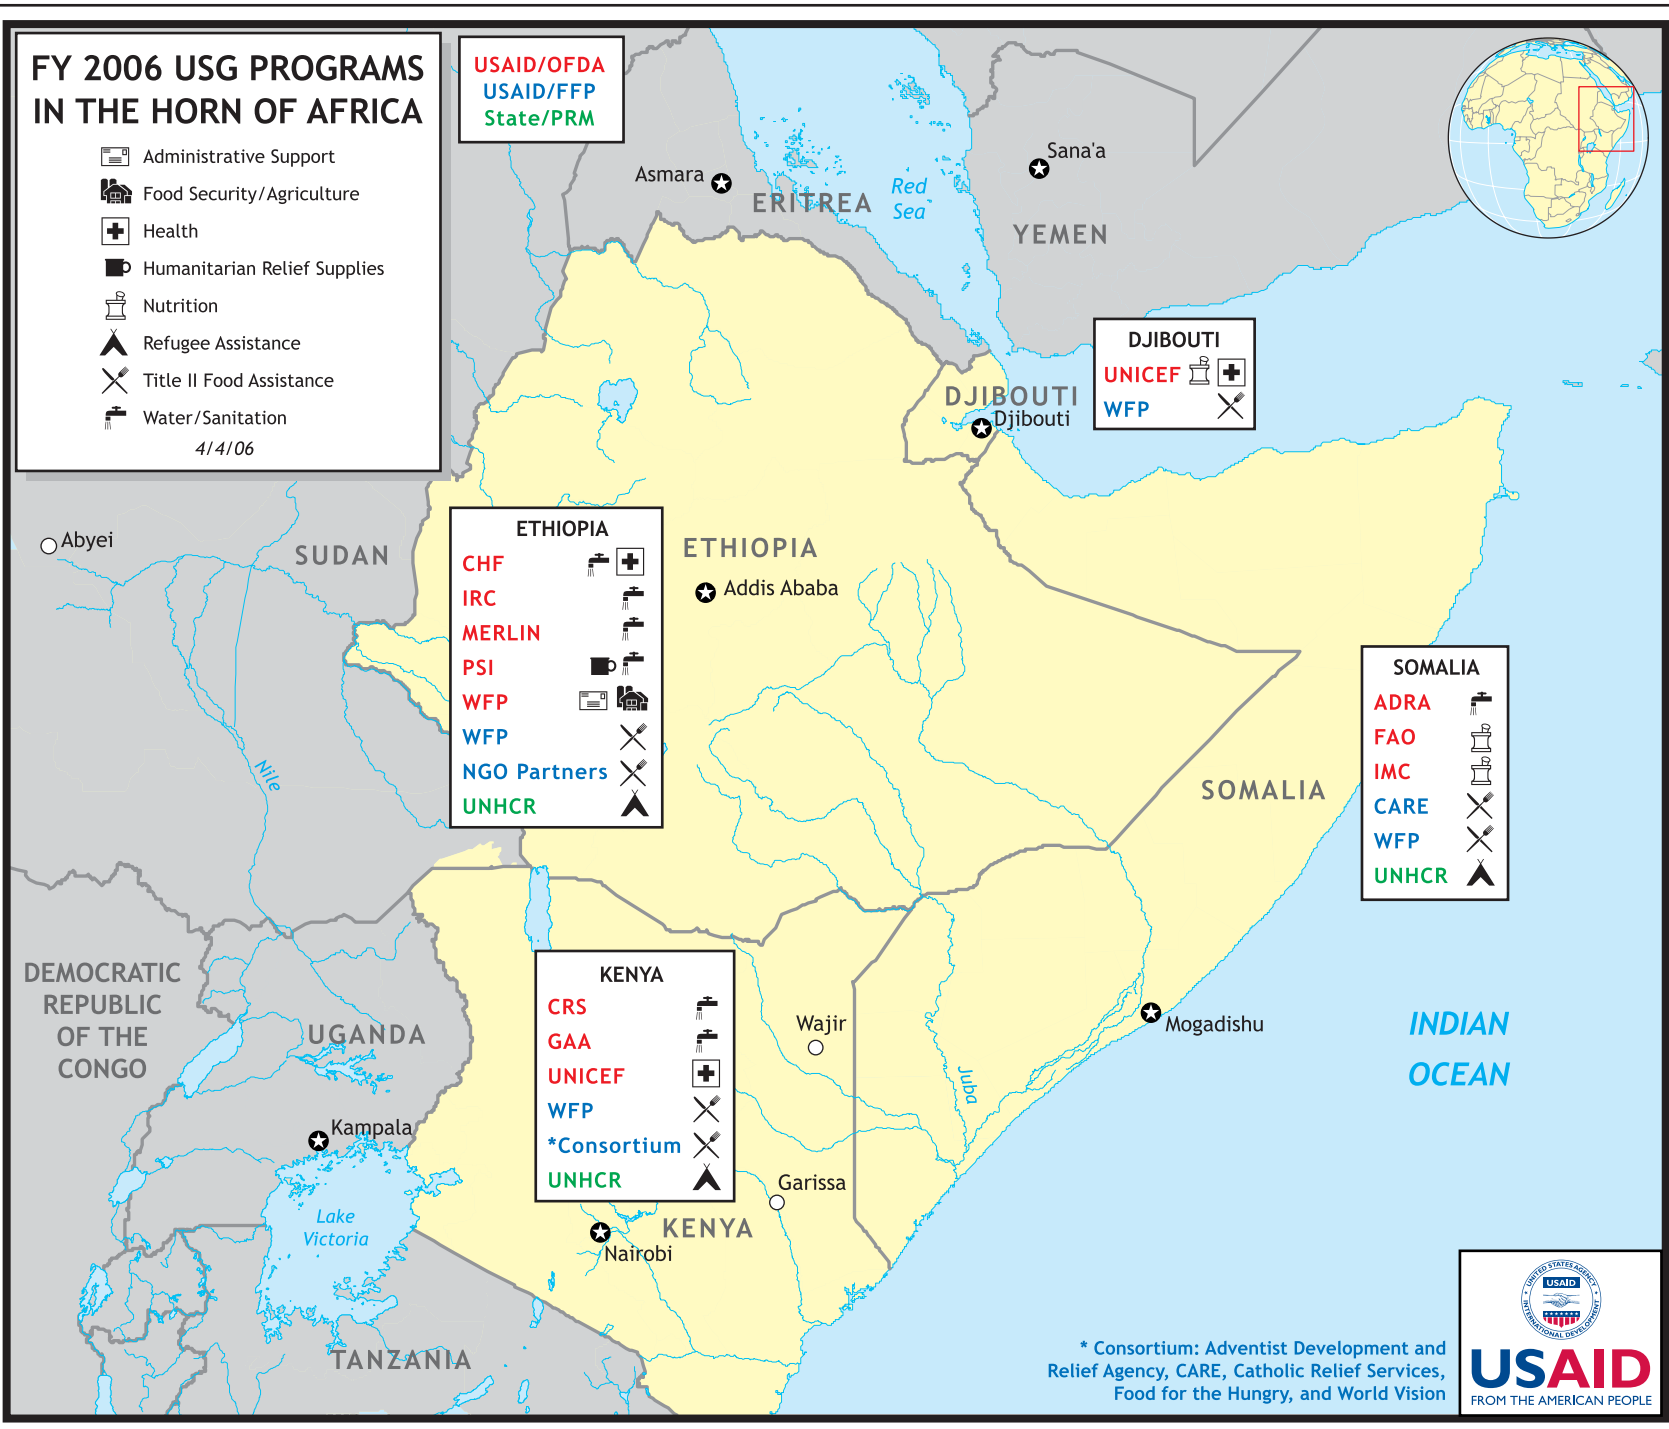 FY 2006 USG PROGRAMS
IN THE HORN OF AFRICA
Administrative Support
Food Security/Agriculture
Health
Humanitarian Relief Supplies
Nutrition
Refugee Assistance
Title II Food Assistance
Water/Sanitation
4/4/06
USAID/OFDA
USAID/FFP
State/PRM
Asmara
ERITREA
Red
Sea
Sana'a
YEMEN
DJIBOUTI
UNICEF
WFP
DJIBOUTI
Djibouti
Abyei
SUDAN
ETHIOPIA
CHF
IRC
MERLIN
PSI
WFP
WFP
NGO Partners
UNHCR
ETHIOPIA
Addis Ababa
SOMALIA
ADRA
FAO
IMC
CARE
WFP
UNHCR
SOMALIA
Nile
DEMOCRATIC
REPUBLIC
OF THE
CONGO
UGANDA
Kampala
KENYA
CRS
GAA
UNICEF
WFP
*Consortium
UNHCR
Wajir
Juba
Mogadishu
INDIAN
OCEAN
Garissa
Lake
Victoria
KENYA
Nairobi
TANZANIA
* Consortium: Adventist Development and
Relief Agency, CARE, Catholic Relief Services,
Food for the Hungry, and World Vision
UNITED STATES AGENCY
USAID
INTERNATIONAL DEVELOPMENT
USAID
FROM THE AMERICAN PEOPLE